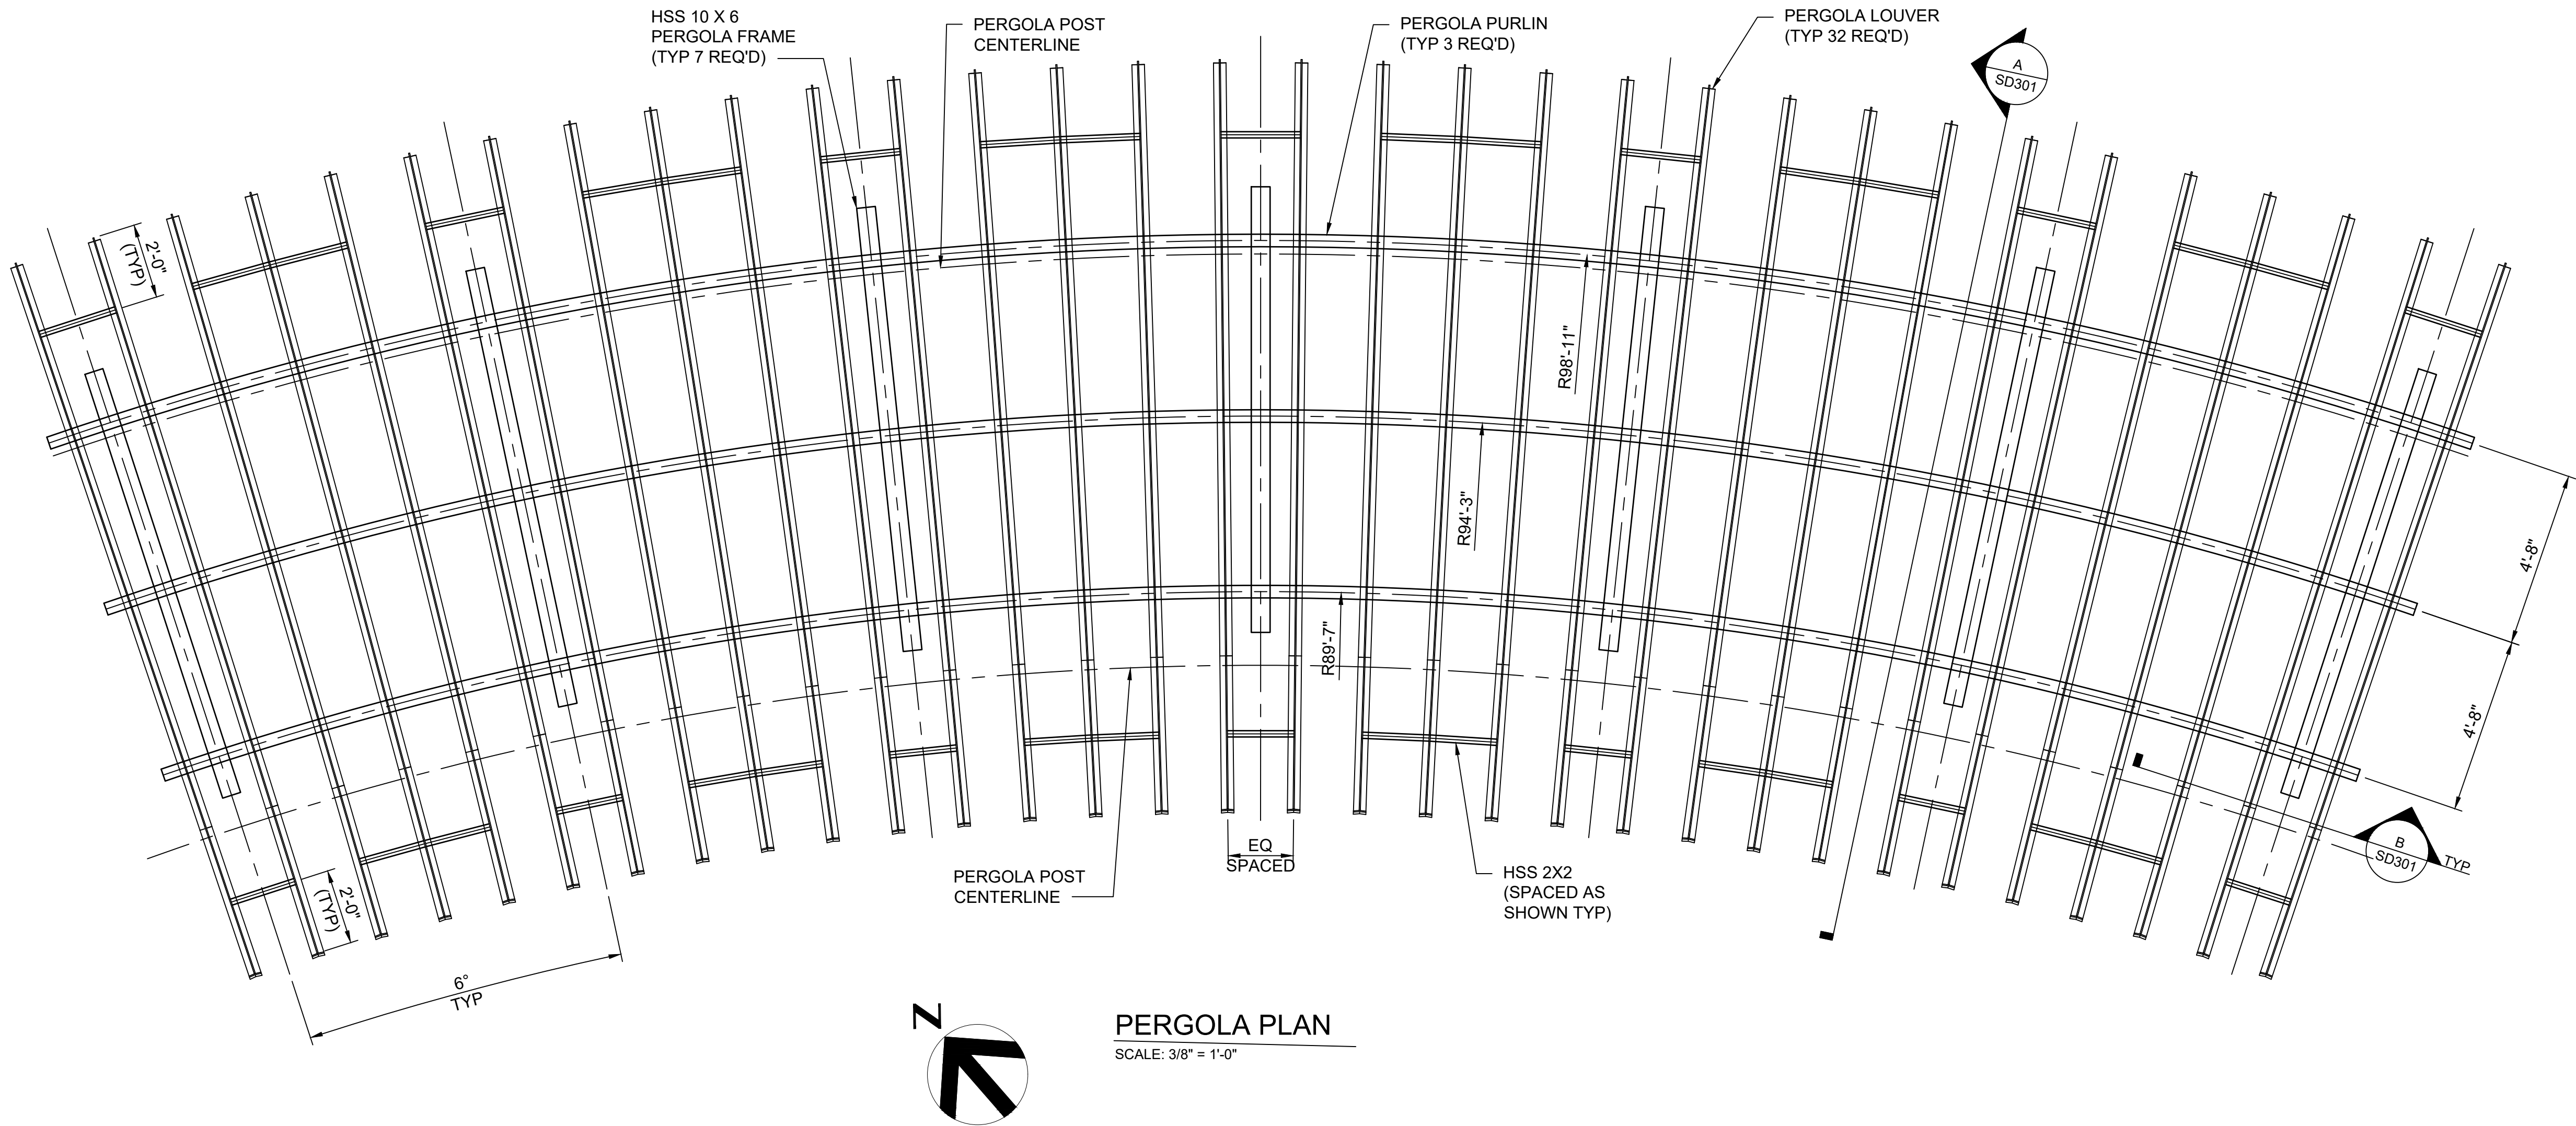 HSS 10 X 6
PERGOLA FRAME
(TYP 7 REQ'D)
PERGOLA POST
CENTERLINE
PERGOLA PURLIN
(TYP 3 REQ'D)
PERGOLA LOUVER
(TYP 32 REQ'D)
A
SD301
2'-0"
(TYP)
R98'-11"
R94'-3"
R89'-7"
4'-8"
4'-8"
EQ
SPACED
PERGOLA POST
CENTERLINE
HSS 2X2
(SPACED AS
SHOWN TYP)
B
SD301
TYP
2'-0"
(TYP)
6°
TYP
N
PERGOLA PLAN
SCALE: 3/8" = 1'-0"